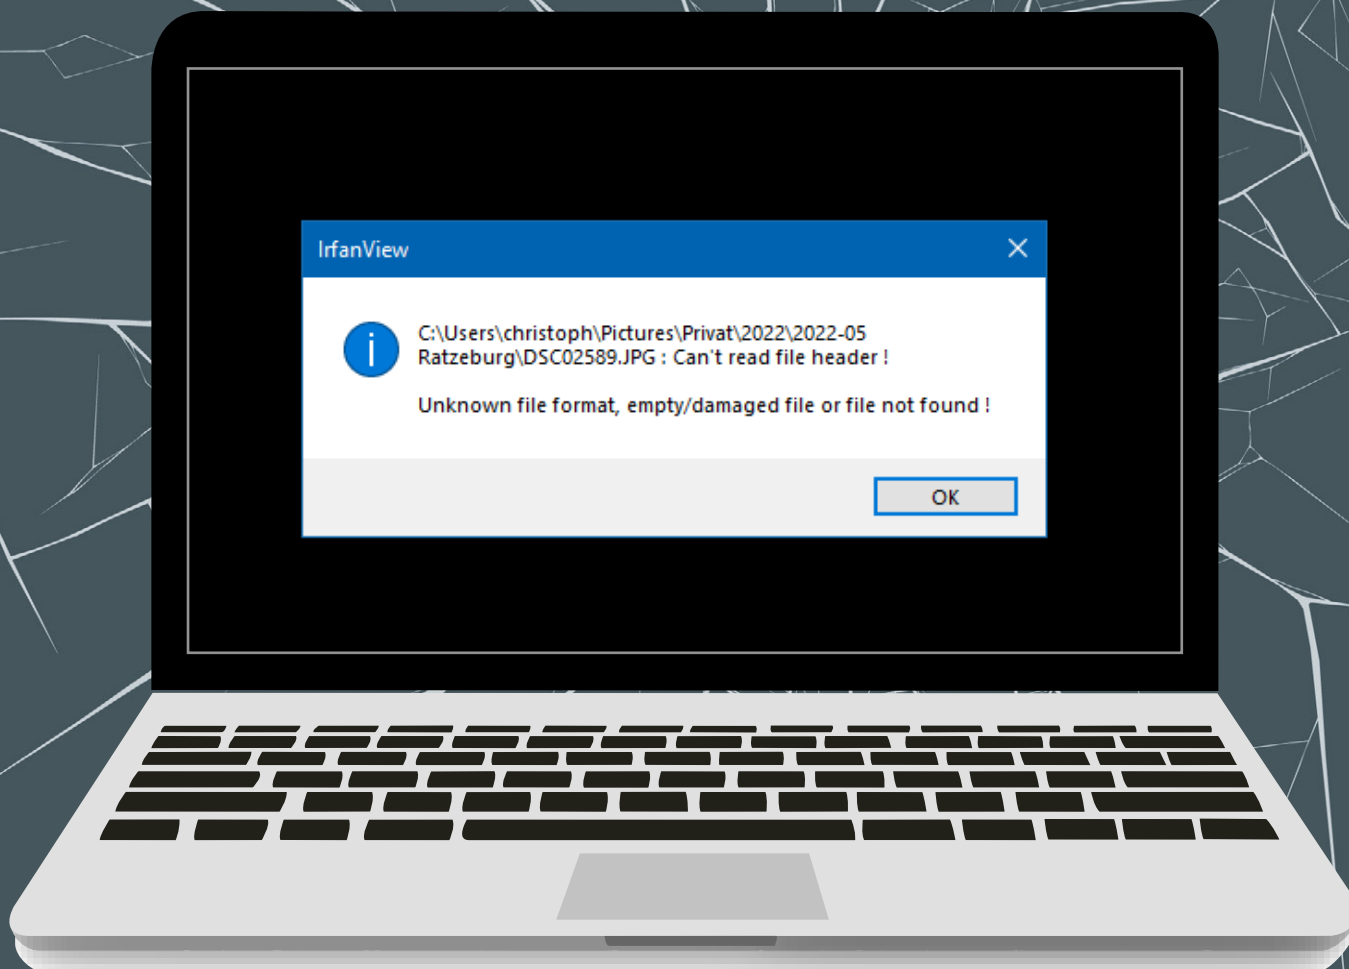 IrfanView
C:\Users\christoph\Pictures\Privat\2022\2022-05
Ratzeburg\DSC02589.JPG : Can't read file header !
Unknown file format, empty/damaged file or file not found !
OK